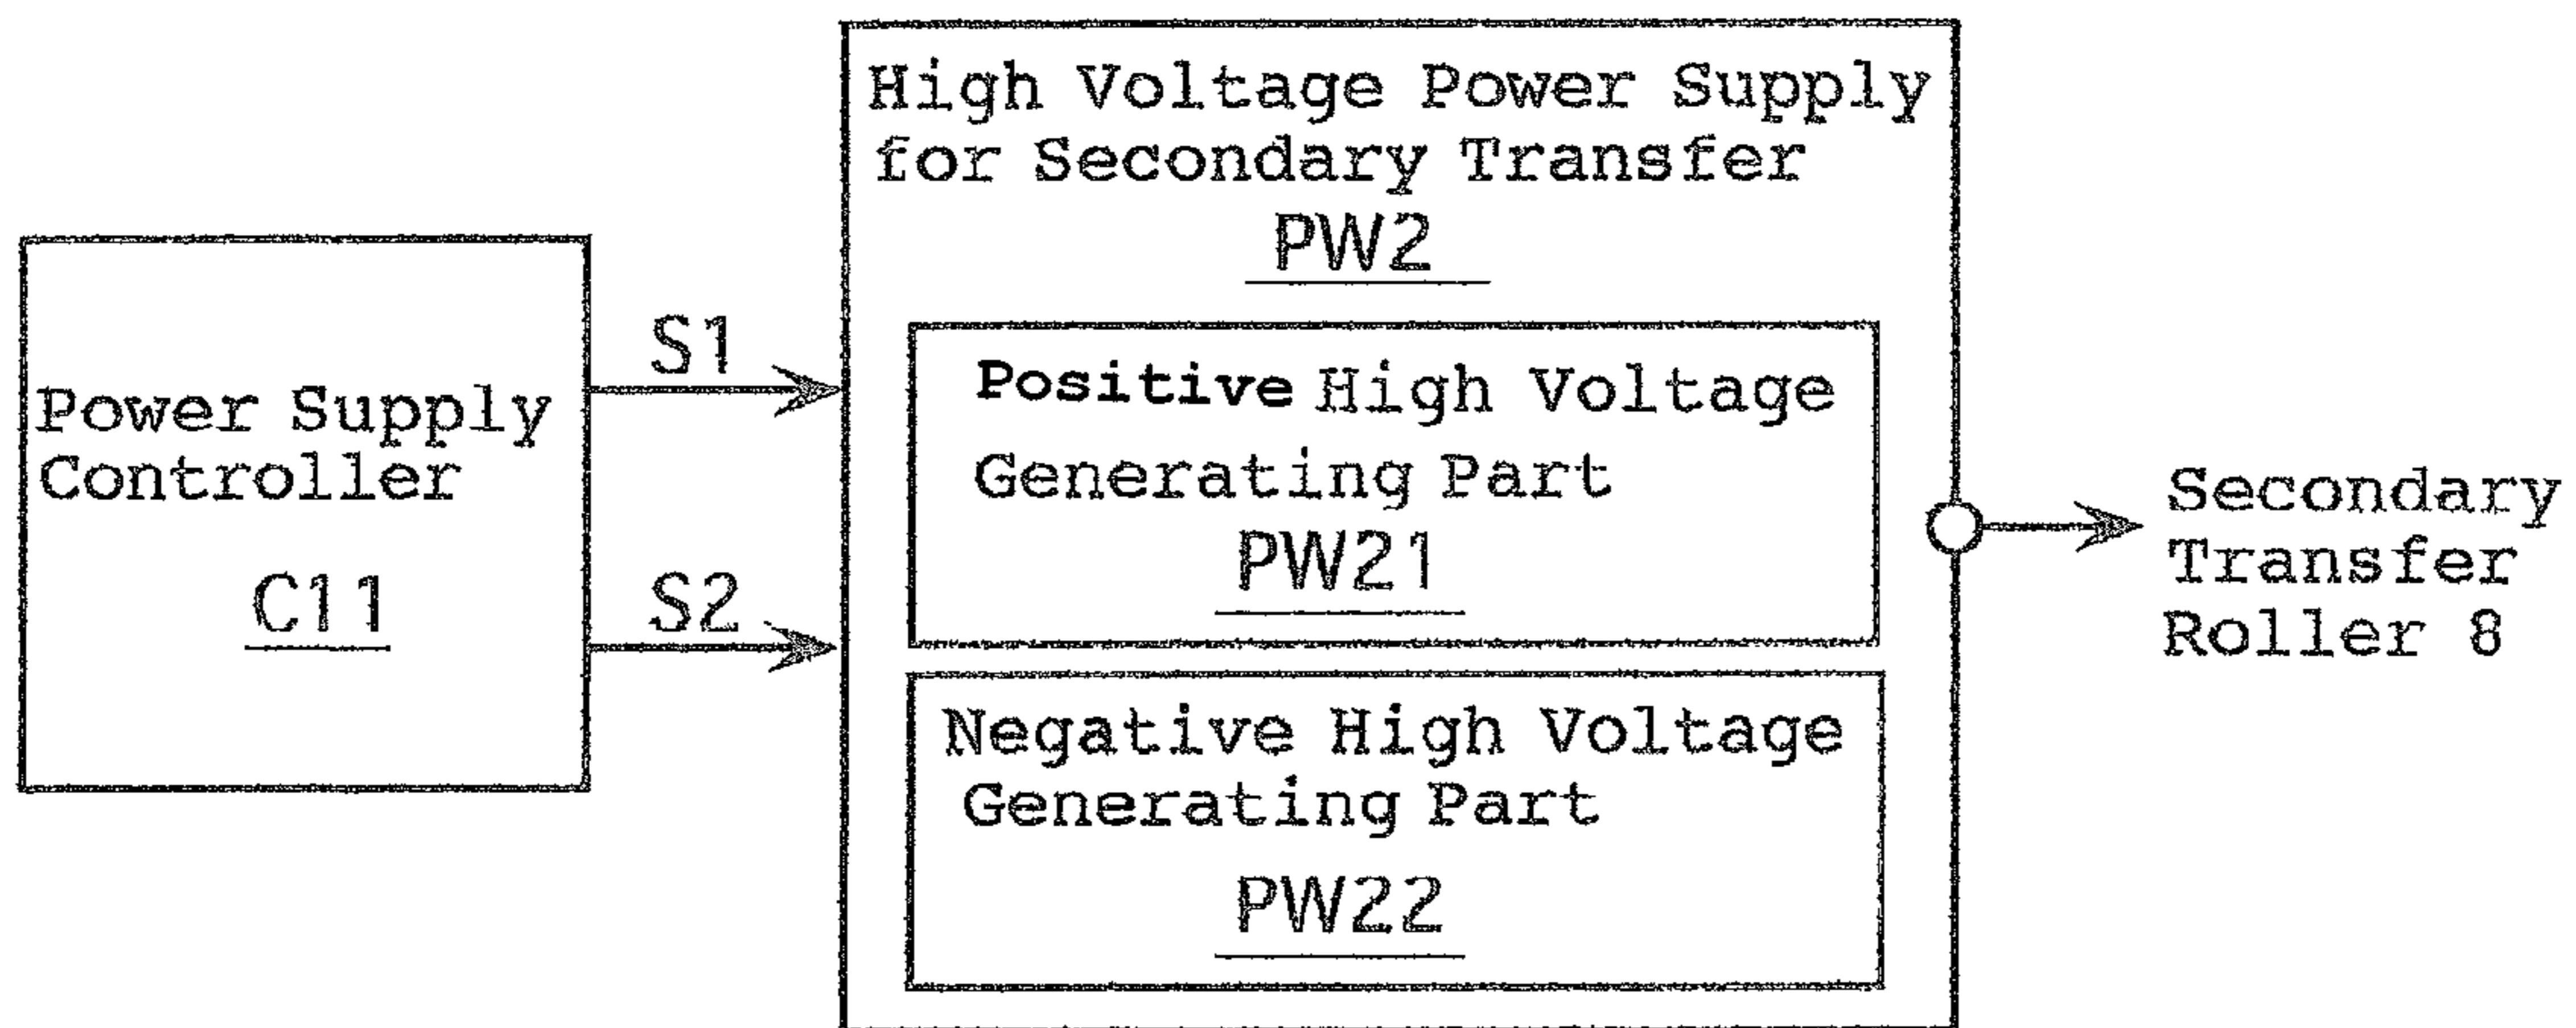 Power Supply
Controller
C11
S1
S2
High Voltage Power Supply
for Secondary Transfer
PW2
Positive High Voltage
Generating Part
PW21
Negative High Voltage
Generating Part
PW22
Secondary
Transfer
Roller 8